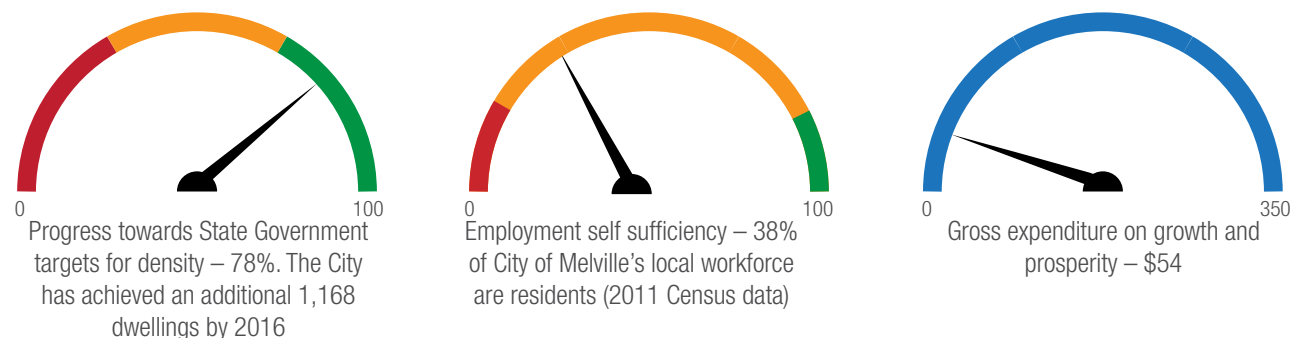 0 100
Progress towards State Government
targets for density – 78%. The City
has achieved an additional 1,168
dwellings by 2016
0 100
Employment self sufficiency – 38%
of City of Melville's local workforce
are residents (2011 Census data)
0 350
Gross expenditure on growth and
prosperity – $54